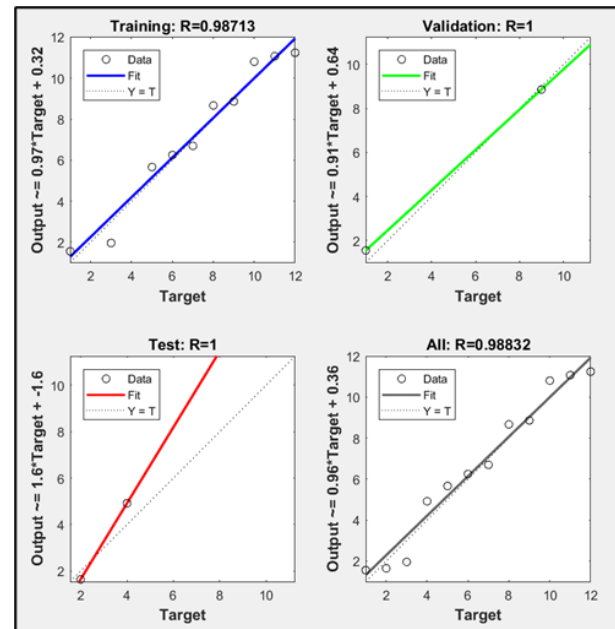 Training: R=0.98713
Output ~= 0.97*Target + 0.32
12
10
8
6
4
2
Data
Fit
Y = T
2 4 6 8 10 12
Target
Validation: R=1
Output ~= 0.91*Target + 0.64
10
8
6
4
2
Data
Fit
Y = T
2 4 6 8 10
Target
Test: R=1
Output ~= 1.6*Target + -1.6
10
8
6
4
2
Data
Fit
Y = T
2 4 6 8 10
Target
All: R=0.98832
Output ~= 0.96*Target + 0.36
12
10
8
6
4
2
Data
Fit
Y = T
2 4 6 8 10 12
Target